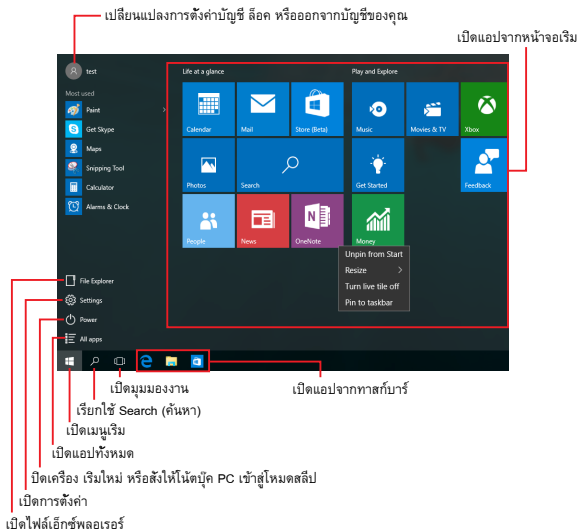 เปลี่ยนแปลงการตั้งค่าบัญชี ล็อค หรือออกจากบัญชีของคุณ
เปิดแอปจากหน้าจอเริ่ม
test
Life at a glance
Play and Explore
Most used
Paint
Get Skype
Maps
Snipping Tool
Calculator
Alarms & Clock
Calendar
Mail
Store (Beta)
Music
Movies & TV
Xbox
Photos
Search
Get Started
Feedback
People
News
OneNote
Money
Unpin from Start
Resize
Turn live tile off
Pin to taskbar
File Explorer
Settings
Power
All apps
เปิดมุมมองงาน
เปิดแอปจากทาสก์บาร์
เรียกใช้ Search (ค้นหา)
เปิดเมนูเริ่ม
เปิดแอปทั้งหมด
ปิดเครื่อง เริ่มใหม่ หรือสั่งให้โน้ตบุ๊ค PC เข้าสู่โหมดสลีป
เปิดการตั้งค่า
เปิดไฟล์เอ็กซ์พลอเรอร์